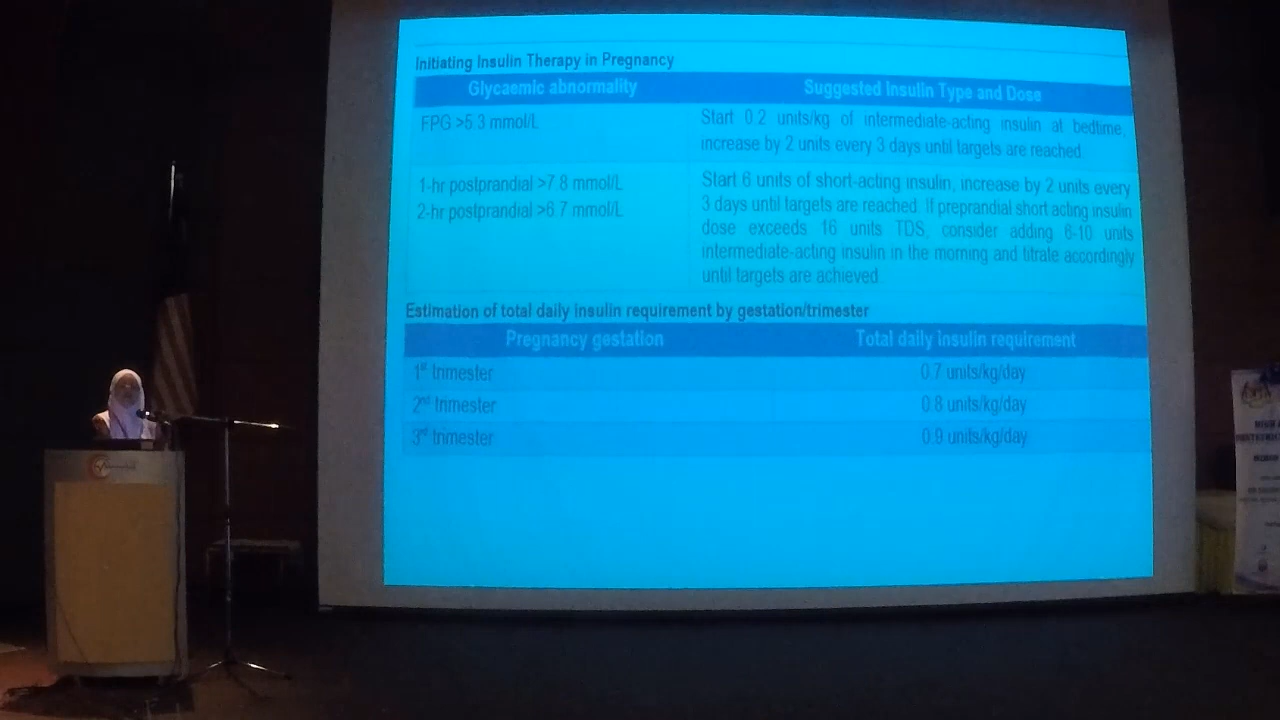 Initiating Insulin Therapy in Pregnancy
Glycaemic abnormality
Suggested Insulin Type and Dose
FPG >5.3 mmol/L
Start 0.2 units/kg of intermediate-acting insulin at bedtime,
increase by 2 units every 3 days until targets are reached.
1-hr postprandial >7.8 mmol/L
2-hr postprandial >6.7 mmol/L
Start 6 units of short-acting insulin, increase by 2 units every
3 days until targets are reached. If preprandial short acting insulin
dose exceeds 16 units TDS, consider adding 6-10 units
intermediate-acting insulin in the morning and titrate accordingly
until targets are achieved.
Estimation of total daily insulin requirement by gestation/trimester
Pregnancy gestation
Total daily insulin requirement
1st trimester
0.7 units/kg/day
2nd trimester
0.8 units/kg/day
3rd trimester
0.9 units/kg/day